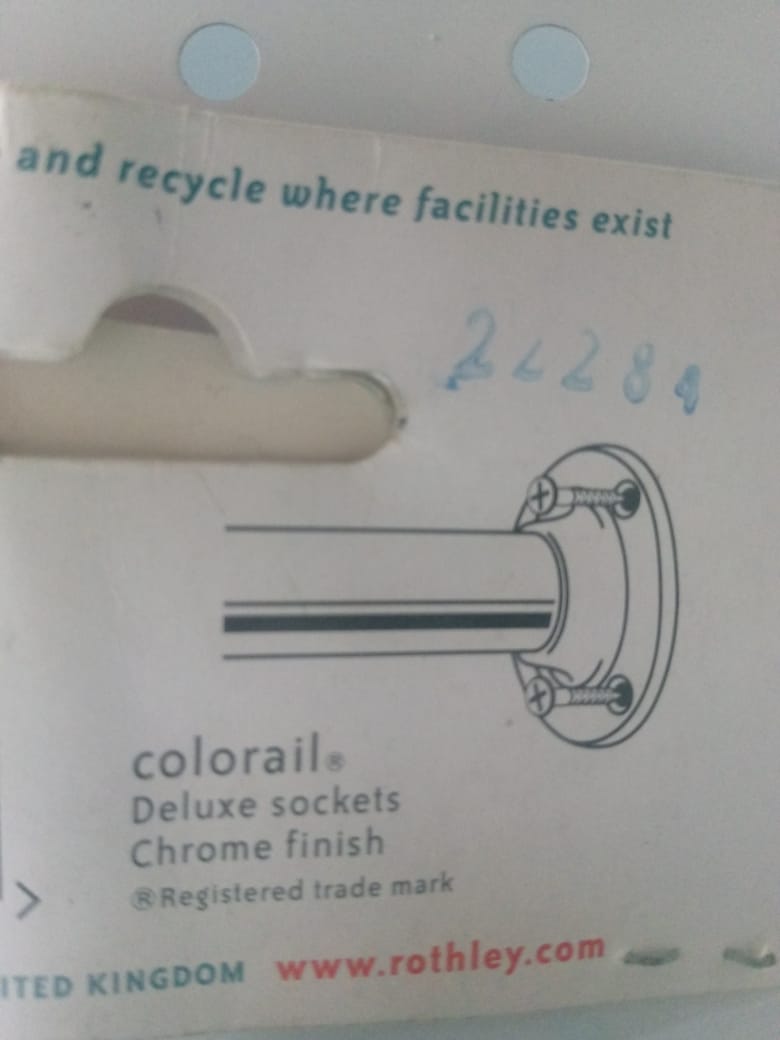 and recycle where facilities exist
colorail®
Deluxe sockets
Chrome finish
®Registered trade mark
ITED KINGDOM www.rothley.com